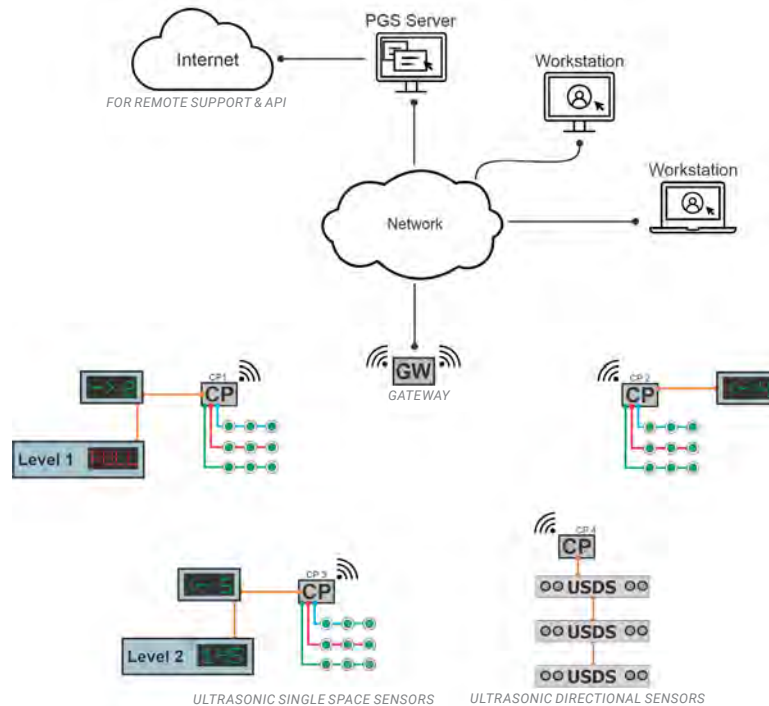 PGS Server
Internet
FOR REMOTE SUPPORT & API
Workstation
Workstation
Network
GW
GATEWAY
CP1
CP
CP 2
CP
Level 1
CP 4
CP
CP 3
CP
USDS
USDS
Level 2
USDS
ULTRASONIC SINGLE SPACE SENSORS
ULTRASONIC DIRECTIONAL SENSORS